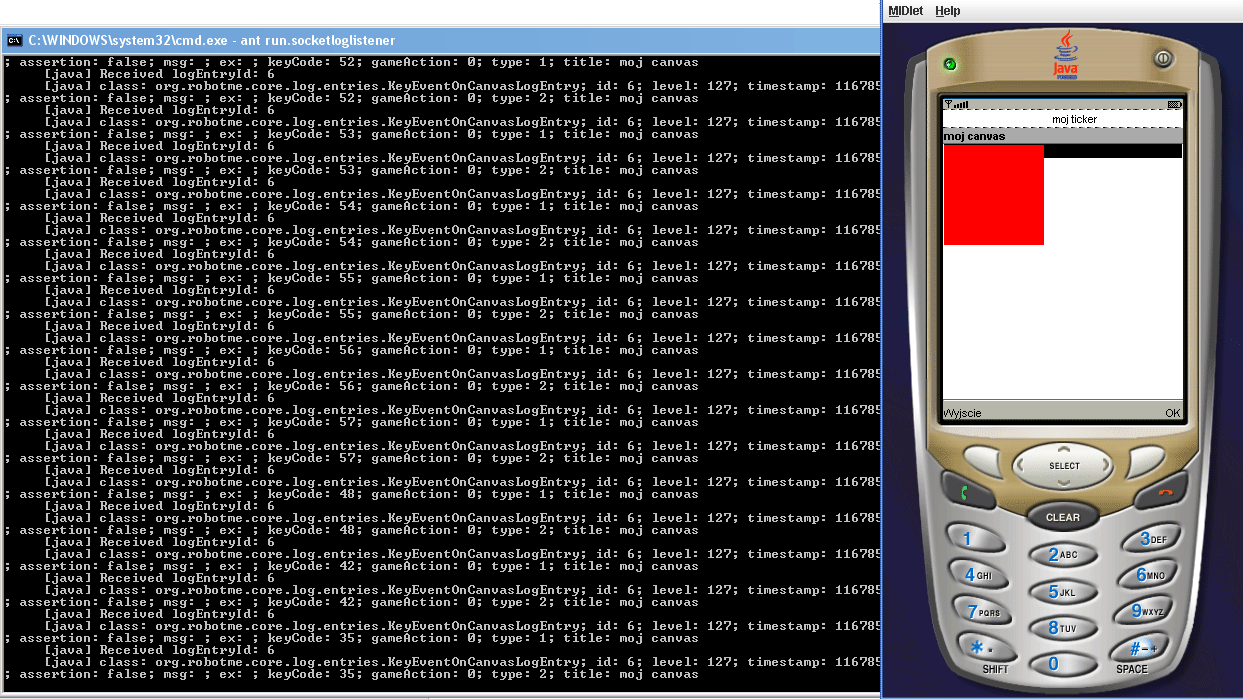 C:\WINDOWS\system32\cmd.exe - ant run.socketloglistener
; assertion: false; msg: ; ex: ; keyCode: 52; gameAction: 0; type: 1; title: moj canvas
[java] Received logEntryId: 6
[java] class: org.robotme.core.log.entries.KeyEventOnCanvasLogEntry; id: 6; level: 127; timestamp: 116785
; assertion: false; msg: ; ex: ; keyCode: 52; gameAction: 0; type: 2; title: moj canvas
[java] Received logEntryId: 6
[java] class: org.robotme.core.log.entries.KeyEventOnCanvasLogEntry; id: 6; level: 127; timestamp: 116785
; assertion: false; msg: ; ex: ; keyCode: 53; gameAction: 0; type: 1; title: moj canvas
[java] Received logEntryId: 6
[java] class: org.robotme.core.log.entries.KeyEventOnCanvasLogEntry; id: 6; level: 127; timestamp: 116785
; assertion: false; msg: ; ex: ; keyCode: 53; gameAction: 0; type: 2; title: moj canvas
[java] Received logEntryId: 6
[java] class: org.robotme.core.log.entries.KeyEventOnCanvasLogEntry; id: 6; level: 127; timestamp: 116785
; assertion: false; msg: ; ex: ; keyCode: 54; gameAction: 0; type: 1; title: moj canvas
[java] Received logEntryId: 6
[java] class: org.robotme.core.log.entries.KeyEventOnCanvasLogEntry; id: 6; level: 127; timestamp: 116785
; assertion: false; msg: ; ex: ; keyCode: 54; gameAction: 0; type: 2; title: moj canvas
[java] Received logEntryId: 6
[java] class: org.robotme.core.log.entries.KeyEventOnCanvasLogEntry; id: 6; level: 127; timestamp: 116785
; assertion: false; msg: ; ex: ; keyCode: 55; gameAction: 0; type: 1; title: moj canvas
[java] Received logEntryId: 6
[java] class: org.robotme.core.log.entries.KeyEventOnCanvasLogEntry; id: 6; level: 127; timestamp: 116785
; assertion: false; msg: ; ex: ; keyCode: 55; gameAction: 0; type: 2; title: moj canvas
[java] Received logEntryId: 6
[java] class: org.robotme.core.log.entries.KeyEventOnCanvasLogEntry; id: 6; level: 127; timestamp: 116785
; assertion: false; msg: ; ex: ; keyCode: 56; gameAction: 0; type: 1; title: moj canvas
[java] Received logEntryId: 6
[java] class: org.robotme.core.log.entries.KeyEventOnCanvasLogEntry; id: 6; level: 127; timestamp: 116785
; assertion: false; msg: ; ex: ; keyCode: 56; gameAction: 0; type: 2; title: moj canvas
[java] Received logEntryId: 6
[java] class: org.robotme.core.log.entries.KeyEventOnCanvasLogEntry; id: 6; level: 127; timestamp: 116785
; assertion: false; msg: ; ex: ; keyCode: 57; gameAction: 0; type: 1; title: moj canvas
[java] Received logEntryId: 6
[java] class: org.robotme.core.log.entries.KeyEventOnCanvasLogEntry; id: 6; level: 127; timestamp: 116785
; assertion: false; msg: ; ex: ; keyCode: 57; gameAction: 0; type: 2; title: moj canvas
[java] Received logEntryId: 6
[java] class: org.robotme.core.log.entries.KeyEventOnCanvasLogEntry; id: 6; level: 127; timestamp: 116785
; assertion: false; msg: ; ex: ; keyCode: 48; gameAction: 0; type: 1; title: moj canvas
[java] Received logEntryId: 6
[java] class: org.robotme.core.log.entries.KeyEventOnCanvasLogEntry; id: 6; level: 127; timestamp: 116785
; assertion: false; msg: ; ex: ; keyCode: 48; gameAction: 0; type: 2; title: moj canvas
[java] Received logEntryId: 6
[java] class: org.robotme.core.log.entries.KeyEventOnCanvasLogEntry; id: 6; level: 127; timestamp: 116785
; assertion: false; msg: ; ex: ; keyCode: 42; gameAction: 0; type: 1; title: moj canvas
[java] Received logEntryId: 6
[java] class: org.robotme.core.log.entries.KeyEventOnCanvasLogEntry; id: 6; level: 127; timestamp: 116785
; assertion: false; msg: ; ex: ; keyCode: 42; gameAction: 0; type: 2; title: moj canvas
[java] Received logEntryId: 6
[java] class: org.robotme.core.log.entries.KeyEventOnCanvasLogEntry; id: 6; level: 127; timestamp: 116785
; assertion: false; msg: ; ex: ; keyCode: 35; gameAction: 0; type: 1; title: moj canvas
[java] Received logEntryId: 6
[java] class: org.robotme.core.log.entries.KeyEventOnCanvasLogEntry; id: 6; level: 127; timestamp: 116785
; assertion: false; msg: ; ex: ; keyCode: 35; gameAction: 0; type: 2; title: moj canvas
MIDlet Help
Java
POWERED
moj ticker
moj canvas
Wyjscie OK
SELECT
CLEAR
1 2 ABC 3 DEF
4 GHI 5 JKL 6 MNO
7 PQRS 8 TUV 9 WXYZ
* . 0 #-+
SHIFT SPACE